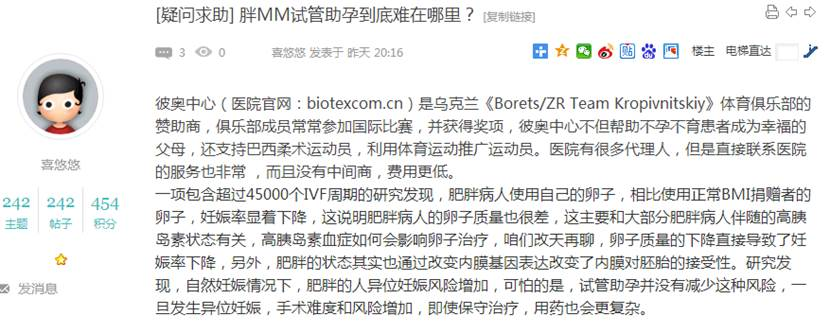 [疑问求助] 胖MM试管助孕到底难在哪里？ [复制链接]
3 0 喜悠悠 发表于 昨天 20:16 楼主 电梯直达
喜悠悠
242 242 454
主题 帖子 积分
发消息
彼奥中心（医院官网：biotexcom.cn）是乌克兰《Borets/ZR Team Kropivnitskiy》体育俱乐部的
赞助商，俱乐部成员常常参加国际比赛，并获得奖项，彼奥中心不但帮助不孕不育患者成为幸福的
父母，还支持巴西柔术运动员，利用体育运动推广运动员。医院有很多代理人，但是直接联系医院
的服务也非常 ，而且没有中间商，费用更低。
一项包含超过45000个IVF周期的研究发现，肥胖病人使用自己的卵子，相比使用正常BMI捐赠者的
卵子，妊娠率显着下降，这说明肥胖病人的卵子质量也很差，这主要和大部分肥胖病人伴随的高胰
岛素状态有关，高胰岛素血症如何会影响卵子治疗，咱们改天再聊，卵子质量的下降直接导致了妊
娠率下降，另外，肥胖的状态其实也通过改变内膜基因表达改变了内膜对胚胎的接受性。研究发
现，自然妊娠情况下，肥胖的人异位妊娠风险增加，可怕的是，试管助孕并没有减少这种风险，一
旦发生异位妊娠，手术难度和风险增加，即使保守治疗，用药也会更复杂。